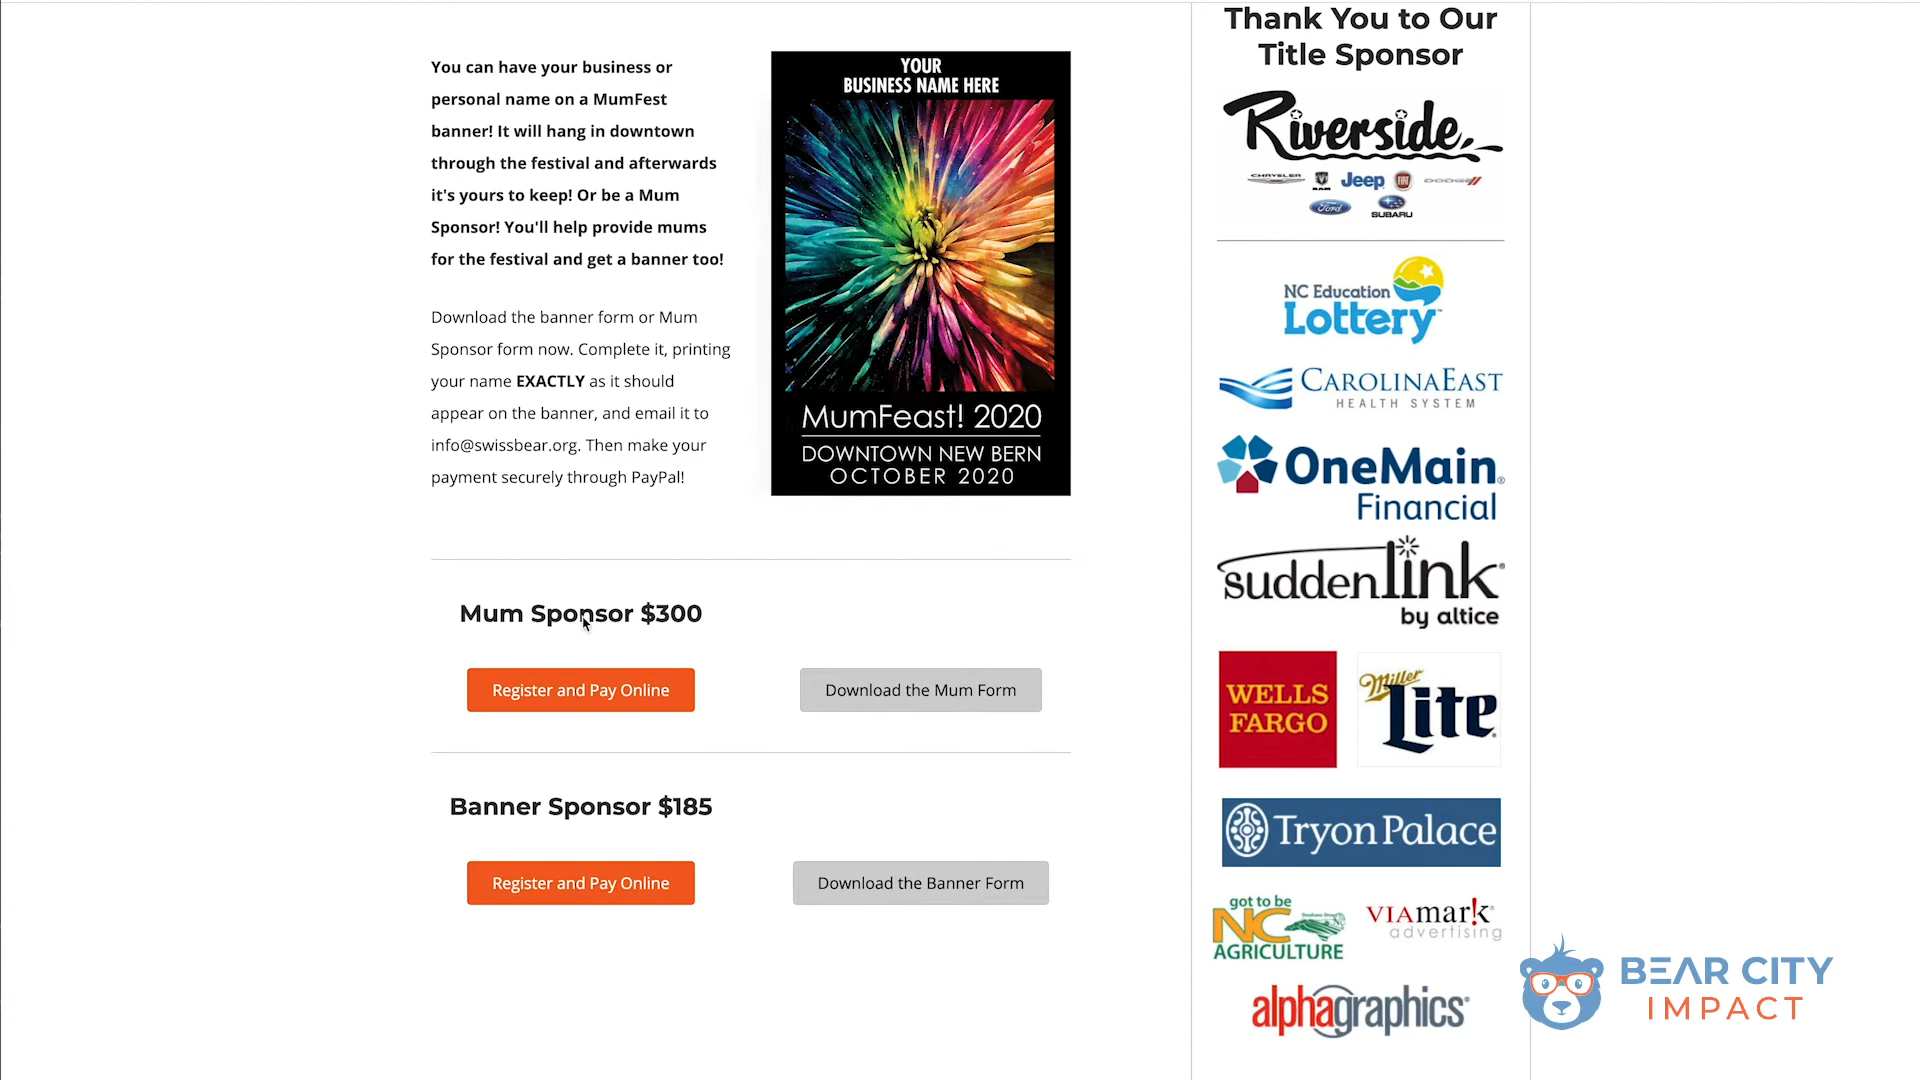 You can have your business or
personal name on a MumFest
banner! It will hang in downtown
through the festival and afterwards
it's yours to keep! Or be a Mum
Sponsor! You'll help provide mums
for the festival and get a banner too!
Download the banner form or Mum
Sponsor form now. Complete it, printing
your name EXACTLY as it should
appear on the banner, and email it to
info@swissbear.org. Then make your
payment securely through PayPal!
YOUR
BUSINESS NAME HERE
MumFeast! 2020
DOWNTOWN NEW BERN
OCTOBER 2020
Mum Sponsor $300
Register and Pay Online
Download the Mum Form
Banner Sponsor $185
Register and Pay Online
Download the Banner Form
Thank You to Our
Title Sponsor
Riverside
CHRYSLER RAM Jeep FIAT DODGE
Ford SUBARU
NC Education
Lottery
CAROLINAEAST
HEALTH SYSTEM
OneMain®
Financial
suddenlink®
by altice
WELLS
FARGO
Miller
Lite
Tryon Palace
got to be
NC
AGRICULTURE
VIAmark
advertising
alphagraphics®
BEAR CITY
IMPACT